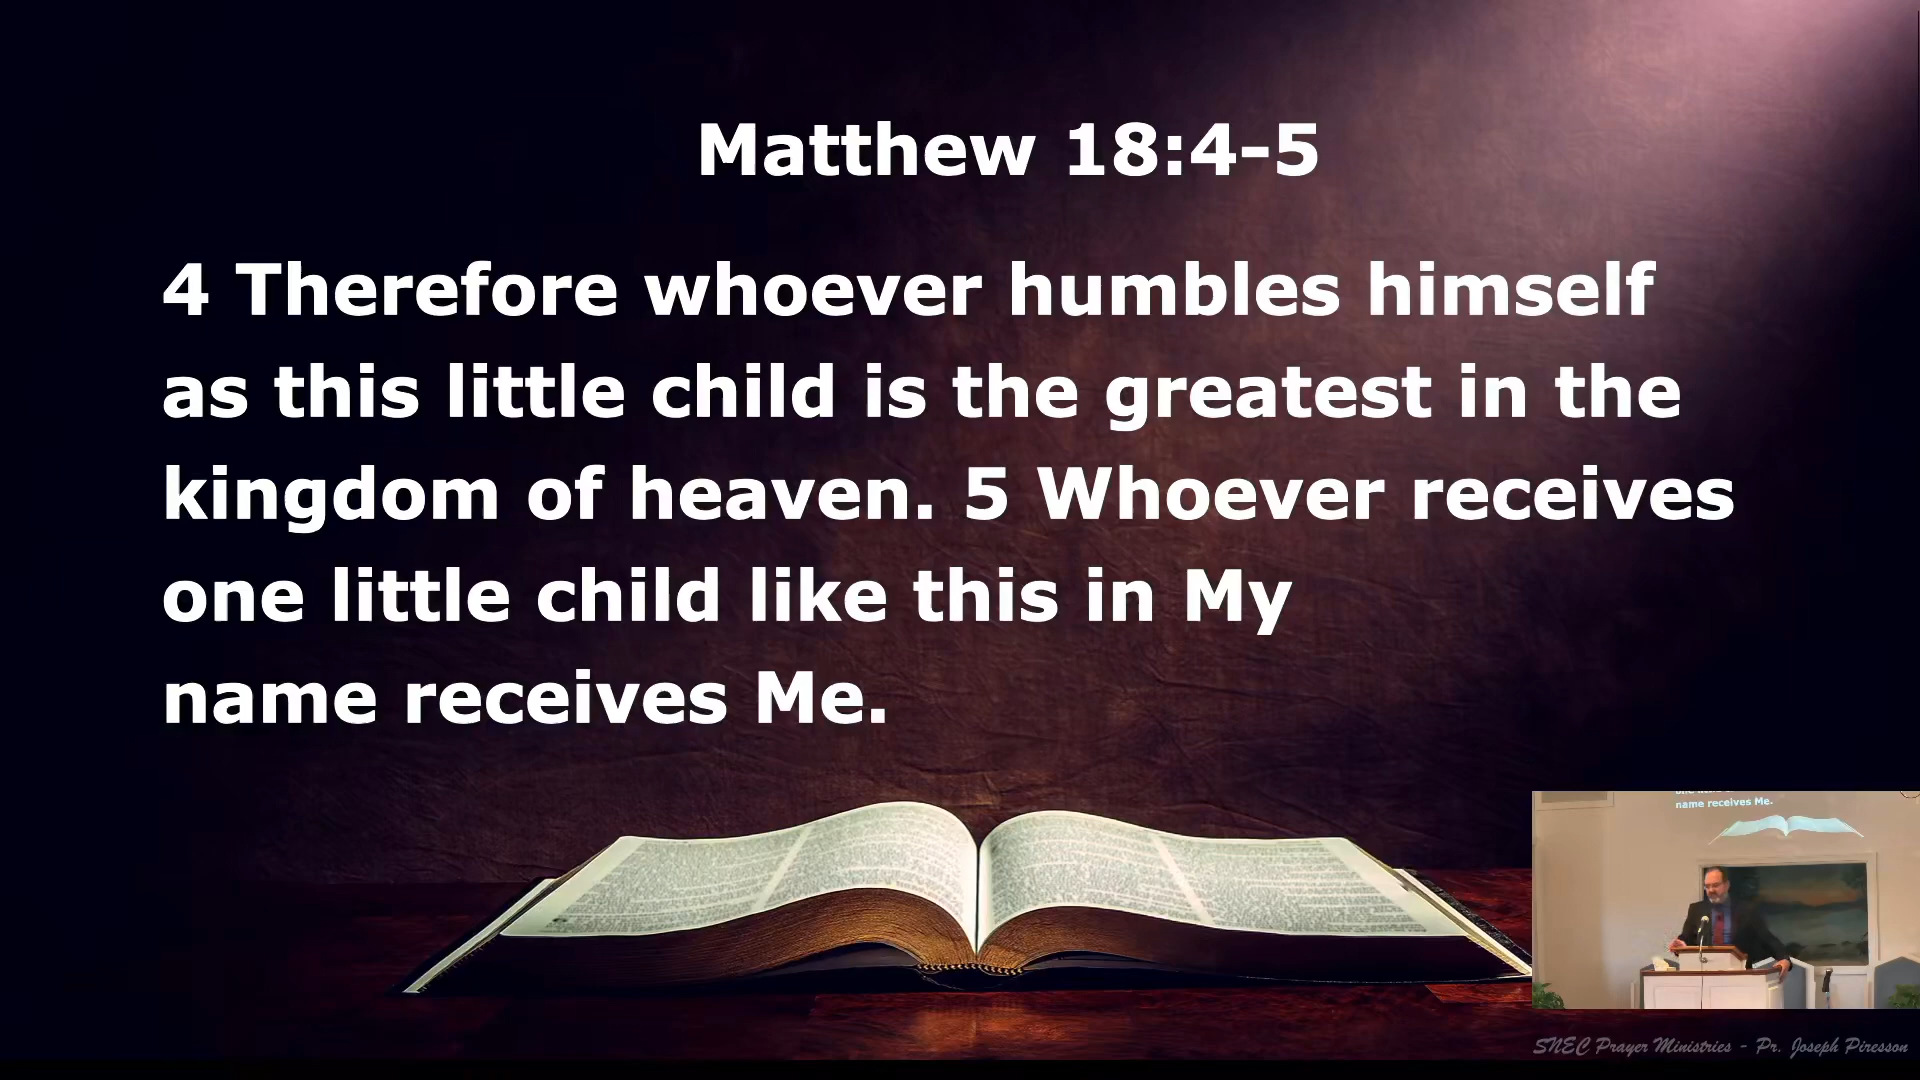 Matthew 18:4-5
4 Therefore whoever humbles himself
as this little child is the greatest in the
kingdom of heaven. 5 Whoever receives
one little child like this in My
name receives Me.
name receives Me.
SNEC Prayer Ministries - Pr. Joseph Piresson